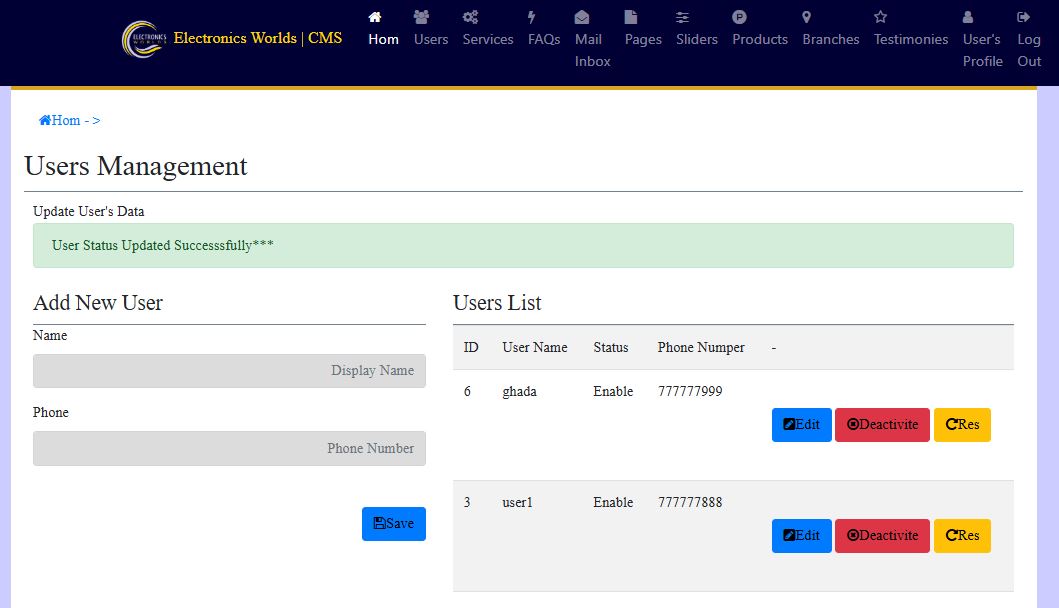 ELECTRONICS
WORLDS
Electronics Worlds | CMS
Hom
Users
Services
FAQs
Mail Inbox
Pages
Sliders
Products
Branches
Testimonies
User's Profile
Log Out
Hom - >
Users Management
Update User's Data
User Status Updated Successsfully***
Add New User
Name
Display Name
Phone
Phone Number
Save
Users List
ID User Name Status Phone Numper -
6 ghada Enable 777777999
Edit Deactivite Res
3 user1 Enable 777777888
Edit Deactivite Res